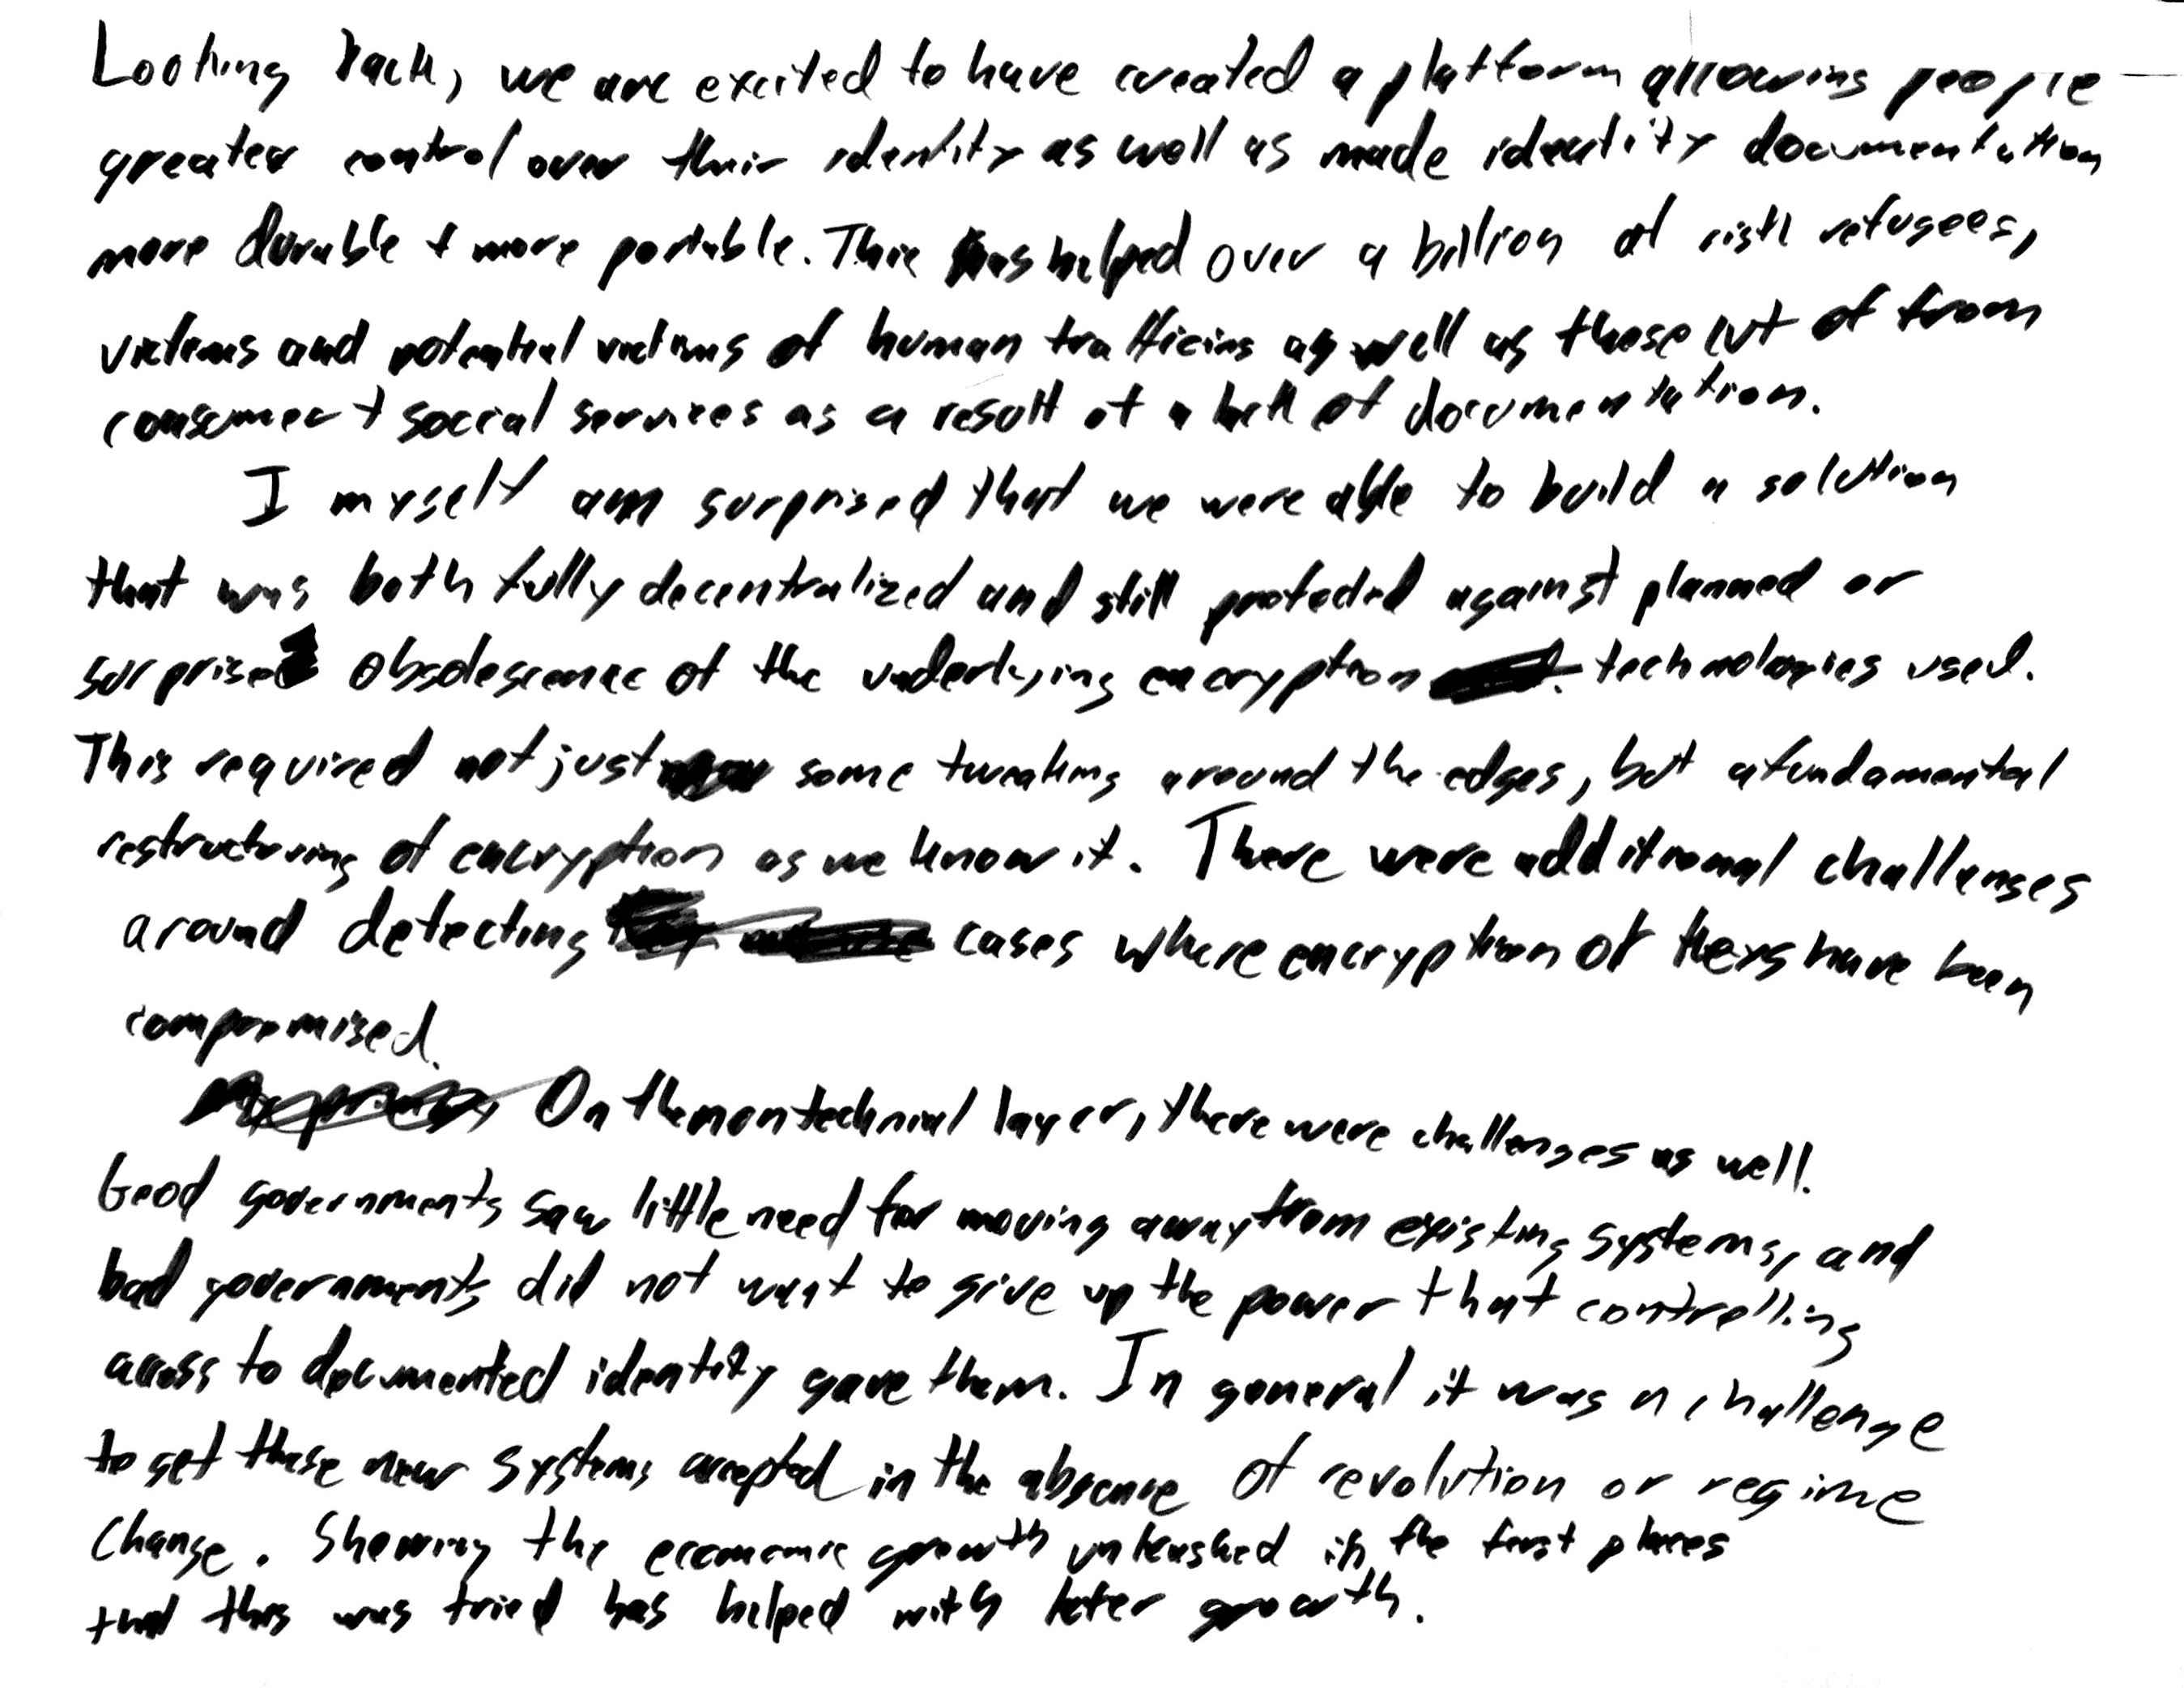 Looking back, we are excited to have created a platform allowing people
greater control over their identity as well as made identity documentation
more durable + more portable. This has helped over a billion at risk refugees,
victims and potential victims of human trafficing as well as those cut of from
consumer + social services as a result of a lack of documentation.
I myself am surprised that we were able to build a solution
that was both fully decentralized and still protected against planned or
surprise obsolescence of the underlying encryption technologies used.
This required not just some tweaking around the edges, but a fundamental
restructuring of encryption as we know it. There were additional challenges
around detecting cases where encryption of keys have been
compromised.
On the nontechnical layer, there were challenges as well.
Good governments saw little need for moving away from existing systems, and
bad governments did not want to give up the power that controlling
access to documented identity gave them. In general it was a challenge
to get these new systems accepted in the absence of revolution or regime
change. Showing the economic growth unleashed in the first places
that this was tried has helped with later growth.